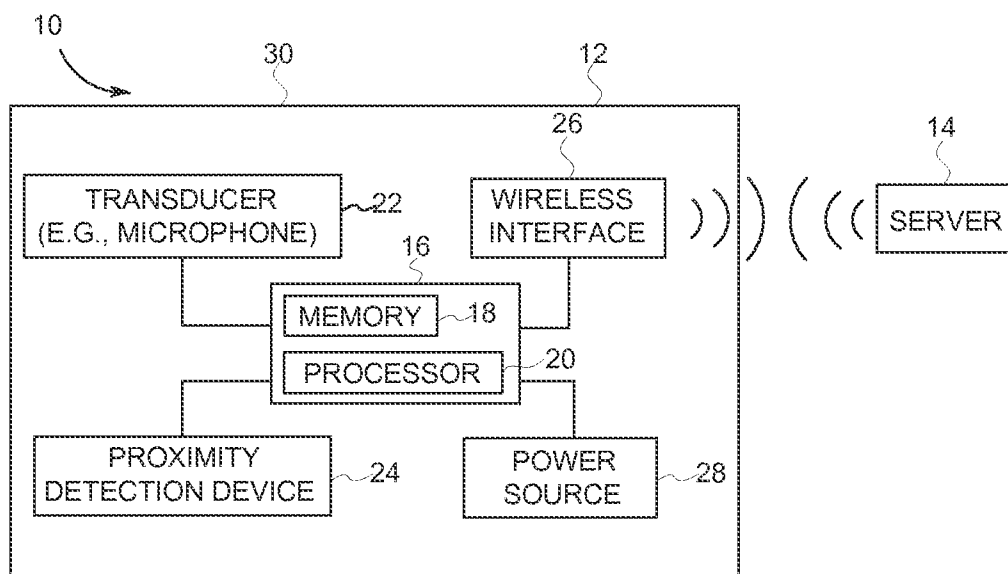 10
30
12
14
26
TRANSDUCER
(E.G., MICROPHONE)
22
WIRELESS
INTERFACE
SERVER
16
MEMORY
18
PROCESSOR
20
PROXIMITY
DETECTION DEVICE
24
POWER
SOURCE
28